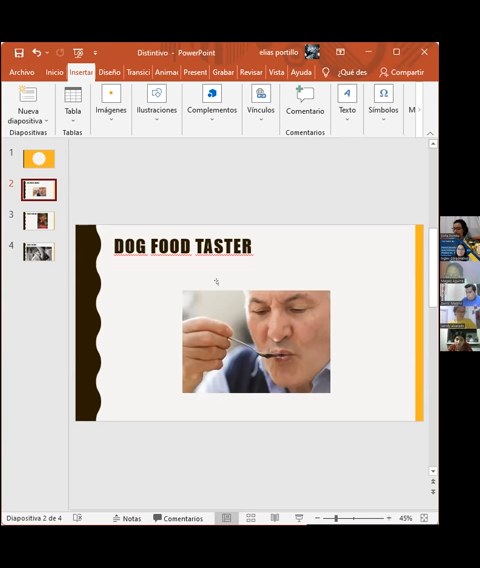 Distintivo - PowerPoint
elias portillo
Archivo Inicio Insertar Diseño Transici Animac Present Grabar Revisar Vista Ayuda ¿Qué des Compartir
Nueva diapositiva
Tabla
Imágenes
Ilustraciones
Complementos
Vínculos
Comentario
Texto
Símbolos
M
Diapositivas
Tablas
Comentarios
1
2
3
4
DOG FOOD TASTER
Diapositiva 2 de 4
Notas
Comentarios
45%